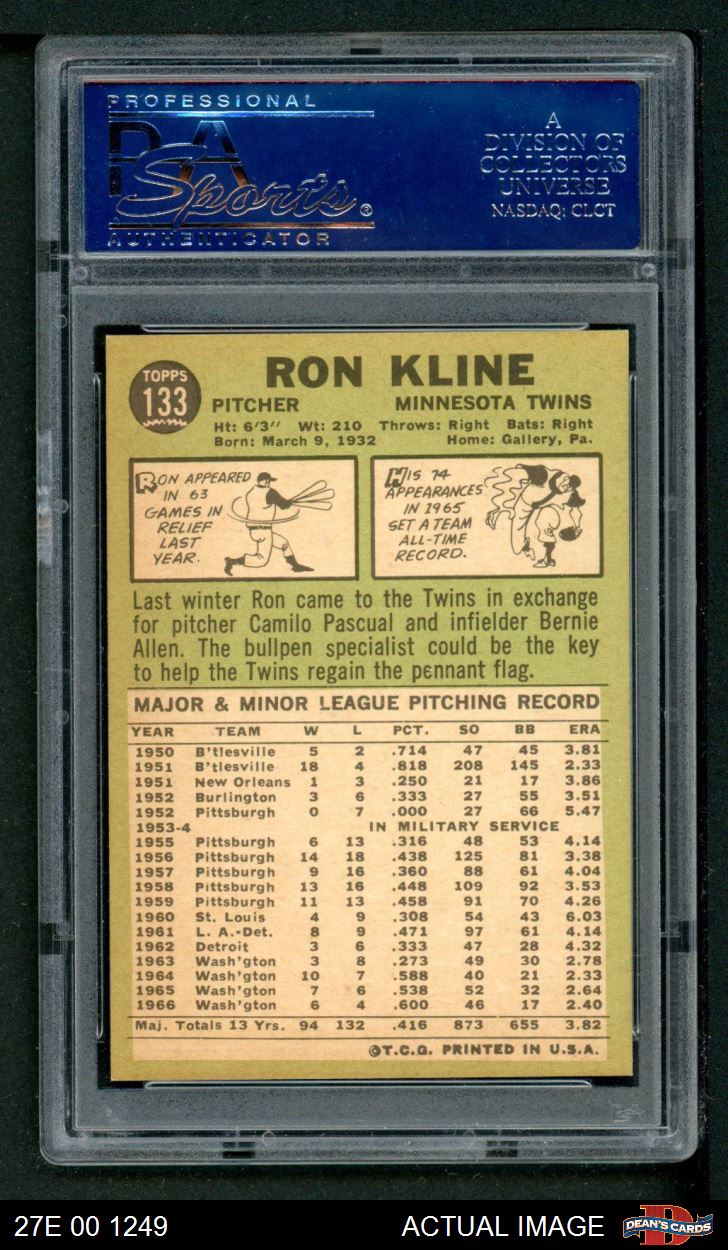 PROFESSIONAL
PSA
Sports®
AUTHENTICATOR
A
DIVISION OF
COLLECTORS
UNIVERSE
NASDAQ: CLCT
TOPPS
133
RON KLINE
PITCHER MINNESOTA TWINS
Ht: 6'3" Wt: 210 Throws: Right Bats: Right
Born: March 9, 1932 Home: Gallery, Pa.
RON APPEARED
IN 63
GAMES IN
RELIEF
LAST
YEAR.
HIS 74
APPEARANCES
IN 1965
SET A TEAM
ALL-TIME
RECORD.
Last winter Ron came to the Twins in exchange
for pitcher Camilo Pascual and infielder Bernie
Allen. The bullpen specialist could be the key
to help the Twins regain the pennant flag.
MAJOR & MINOR LEAGUE PITCHING RECORD
YEAR TEAM W L PCT. SO BB ERA
1950 B'tlesville 5 2 .714 47 45 3.81
1951 B'tlesville 18 4 .818 208 145 2.33
1951 New Orleans 1 3 .250 21 17 3.86
1952 Burlington 3 6 .333 27 55 3.51
1952 Pittsburgh 0 7 .000 27 66 5.47
1953-4 IN MILITARY SERVICE
1955 Pittsburgh 6 13 .316 48 53 4.14
1956 Pittsburgh 14 18 .438 125 81 3.38
1957 Pittsburgh 9 16 .360 88 61 4.04
1958 Pittsburgh 13 16 .448 109 92 3.53
1959 Pittsburgh 11 13 .458 91 70 4.26
1960 St. Louis 4 9 .308 54 43 6.03
1961 L. A.-Det. 8 9 .471 97 61 4.14
1962 Detroit 3 6 .333 47 28 4.32
1963 Wash'gton 3 8 .273 49 30 2.78
1964 Wash'gton 10 7 .588 40 21 2.33
1965 Wash'gton 7 6 .538 52 32 2.64
1966 Wash'gton 6 4 .600 46 17 2.40
Maj. Totals 13 Yrs. 94 132 .416 873 655 3.82
©T.C.G. PRINTED IN U.S.A.
27E 00 1249 ACTUAL IMAGE
DEAN'S CARDS